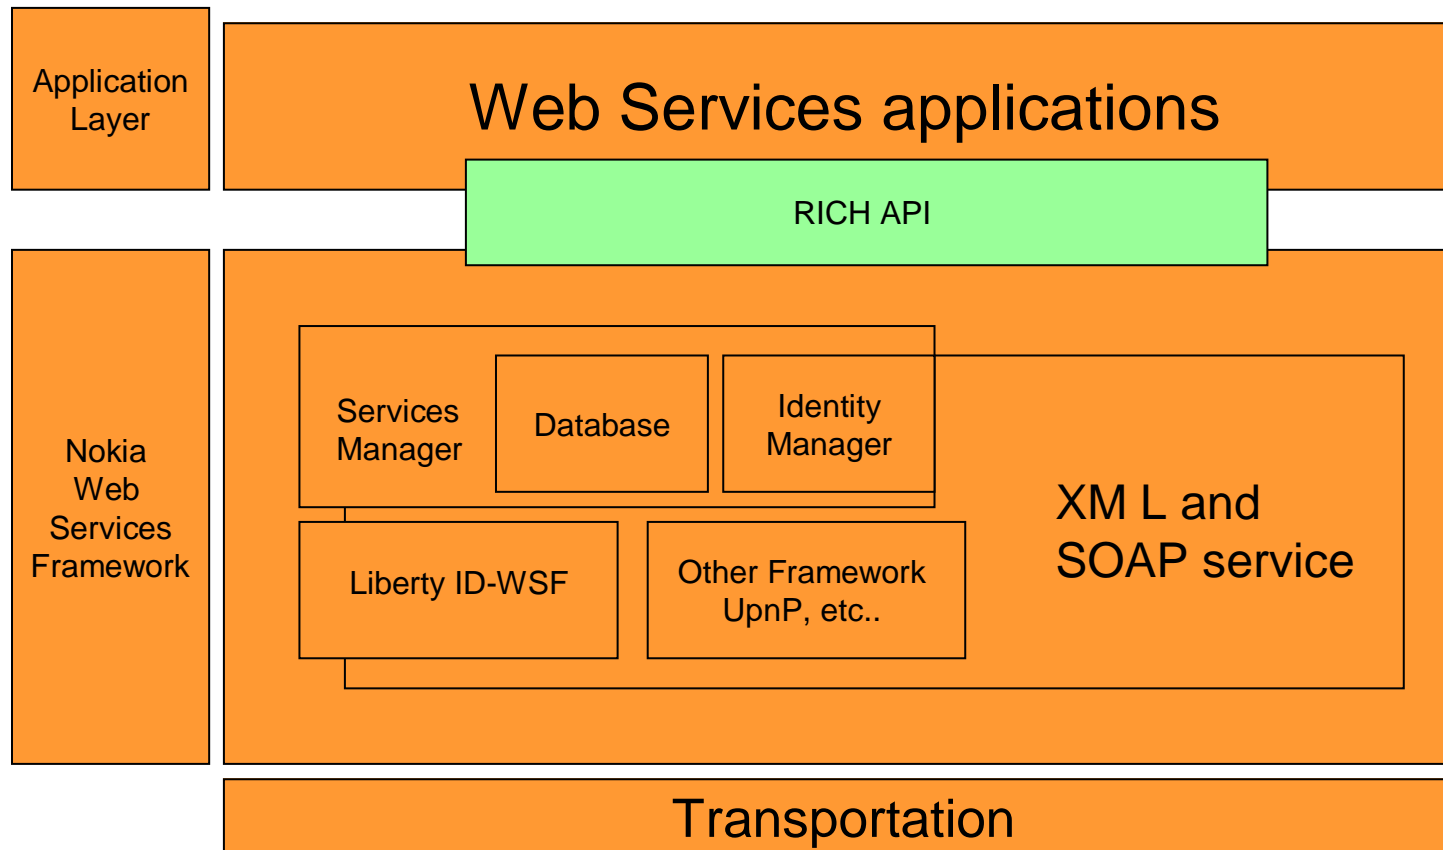 Application
Layer
Web Services applications
RICH API
Nokia
Web
Services
Framework
Services
Manager
Database
Identity
Manager
XM L and
SOAP service
Liberty ID-WSF
Other Framework
UpnP, etc..
Transportation